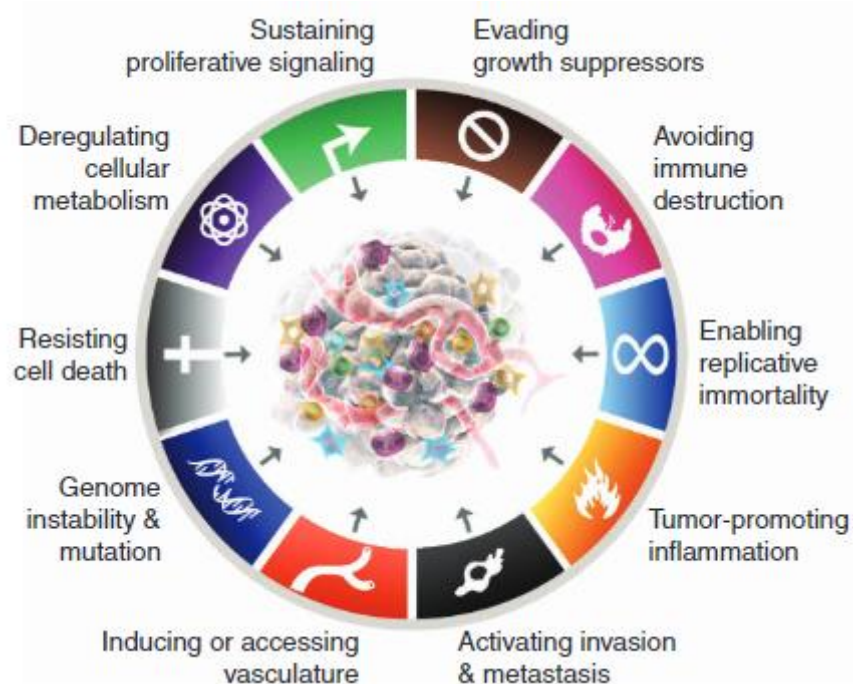 Sustaining
proliferative signaling
Evading
growth suppressors
Avoiding
immune
destruction
Enabling
replicative
immortality
Tumor-promoting
inflammation
Activating invasion
& metastasis
Inducing or accessing
vasculature
Genome
instability &
mutation
Resisting
cell death
Deregulating
cellular
metabolism